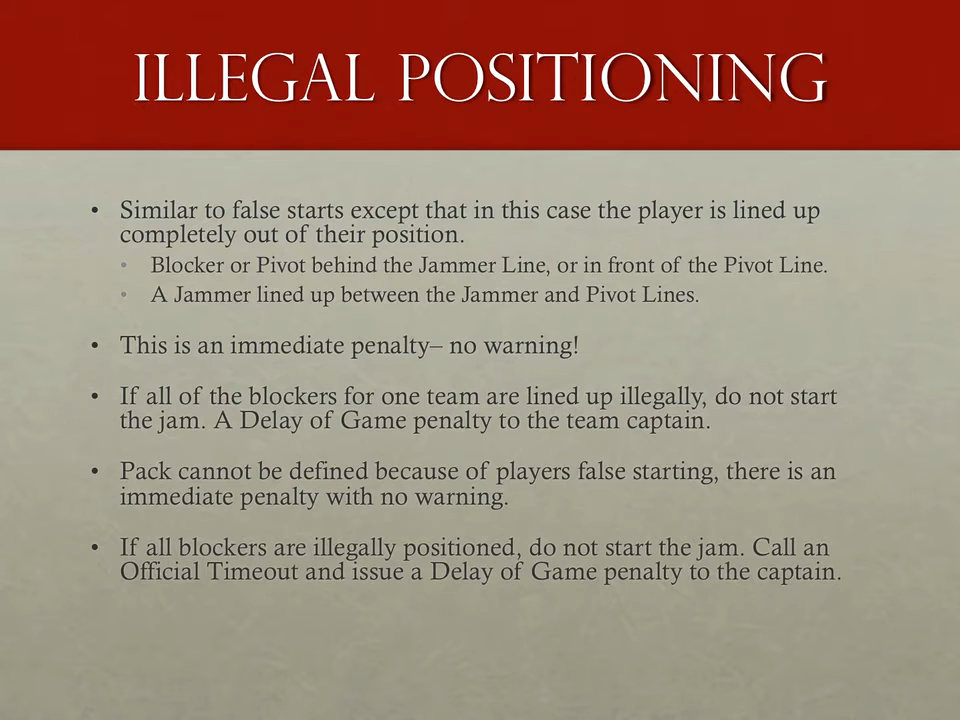 ILLEGAL POSITIONING
• Similar to false starts except that in this case the player is lined up
completely out of their position.
• Blocker or Pivot behind the Jammer Line, or in front of the Pivot Line.
• A Jammer lined up between the Jammer and Pivot Lines.
• This is an immediate penalty– no warning!
• If all of the blockers for one team are lined up illegally, do not start
the jam. A Delay of Game penalty to the team captain.
• Pack cannot be defined because of players false starting, there is an
immediate penalty with no warning.
• If all blockers are illegally positioned, do not start the jam. Call an
Official Timeout and issue a Delay of Game penalty to the captain.